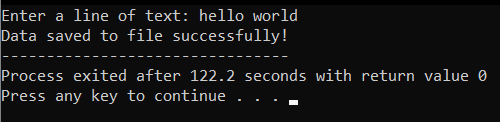 Enter a line of text: hello world
Data saved to file successfully!
--------------------------------
Process exited after 122.2 seconds with return value 0
Press any key to continue . . .